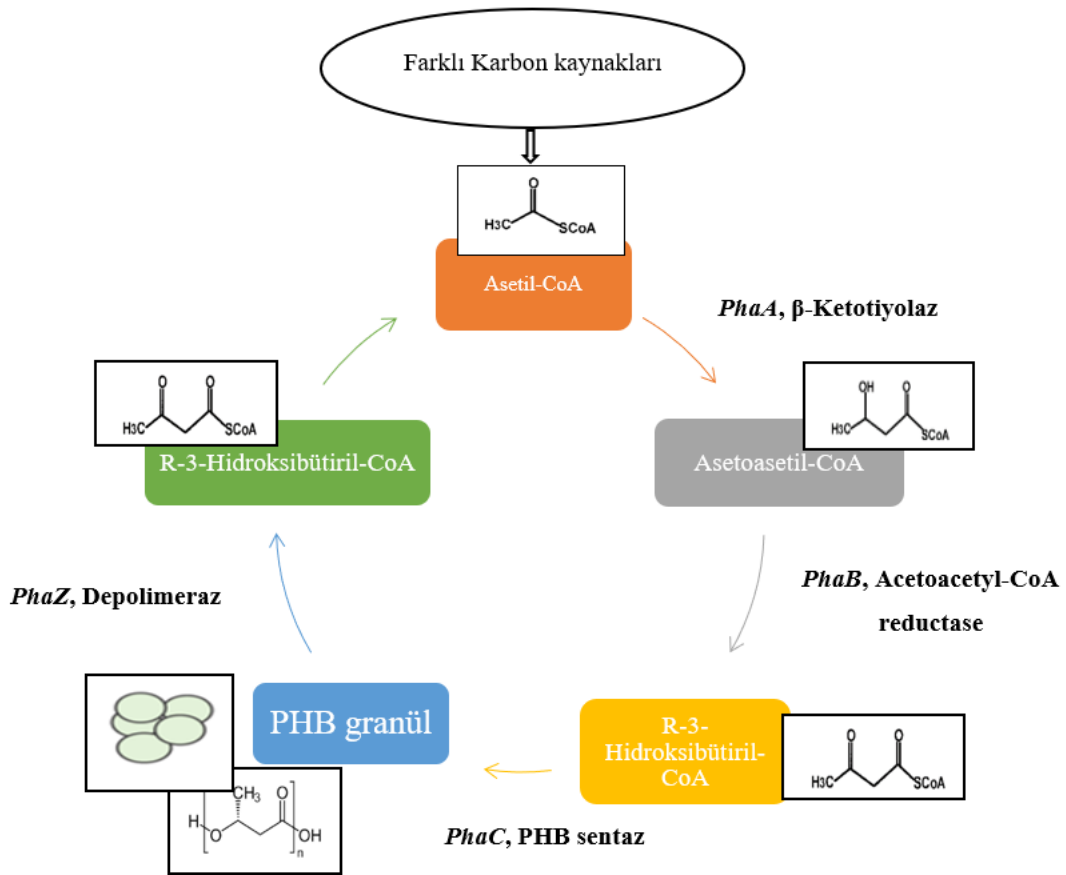 Farklı Karbon kaynakları
O
H3C
SCoA
Asetil-CoA
PhaA, β-Ketotiyolaz
OH
O
H3C
SCoA
Asetoasetil-CoA
PhaB, Acetoacetyl-CoA
reductase
R-3-
Hidroksibütiril-
CoA
O
O
H3C
SCoA
PhaC, PHB sentaz
PHB granül
CH3
O
H
O
OH
n
PhaZ, Depolimeraz
O
O
H3C
SCoA
R-3-Hidroksibütiril-CoA